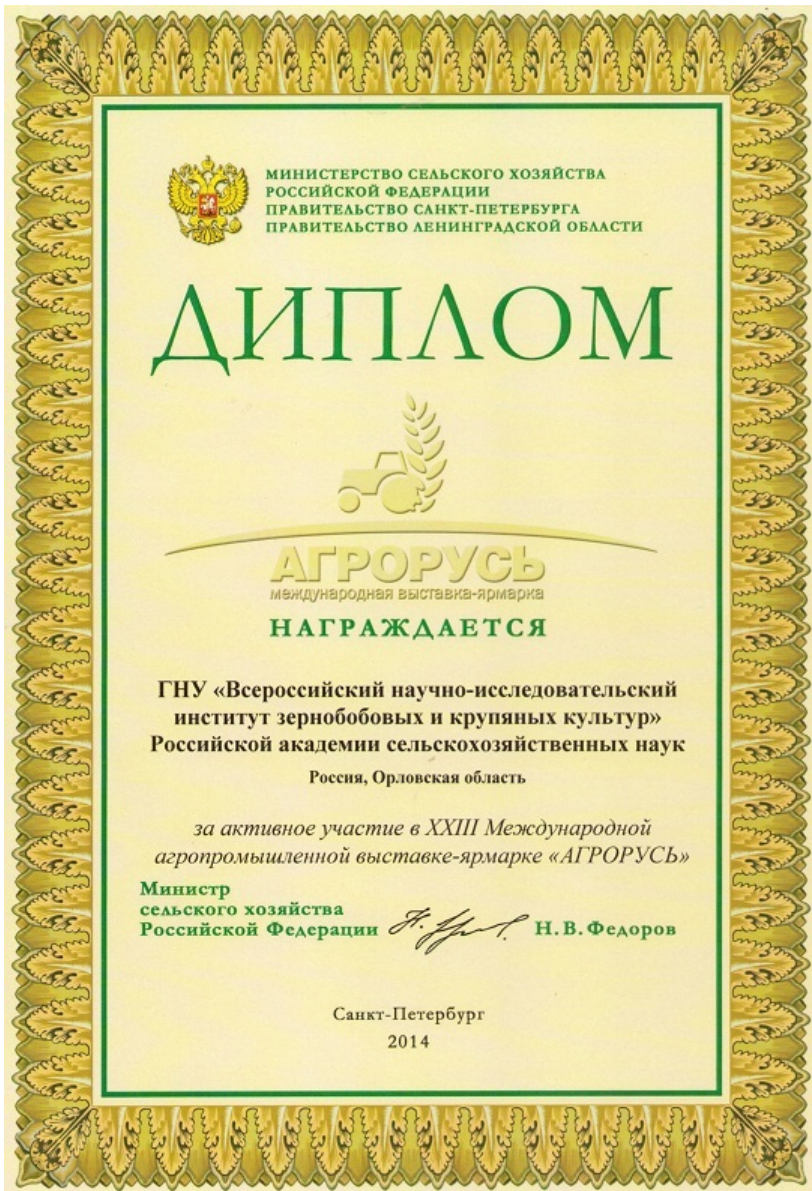 МИНИСТЕРСТВО СЕЛЬСКОГО ХОЗЯЙСТВА
РОССИЙСКОЙ ФЕДЕРАЦИИ
ПРАВИТЕЛЬСТВО САНКТ-ПЕТЕРБУРГА
ПРАВИТЕЛЬСТВО ЛЕНИНГРАДСКОЙ ОБЛАСТИ
ДИПЛОМ
АГРОРУСЬ
международная выставка-ярмарка
НАГРАЖДАЕТСЯ
ГНУ «Всероссийский научно-исследовательский
институт зернобобовых и крупяных культур»
Российской академии сельскохозяйственных наук
Россия, Орловская область
за активное участие в XXIII Международной
агропромышленной выставке-ярмарке «АГРОРУСЬ»
Министр
сельского хозяйства
Российской Федерации Н.В.Федоров
Санкт-Петербург
2014